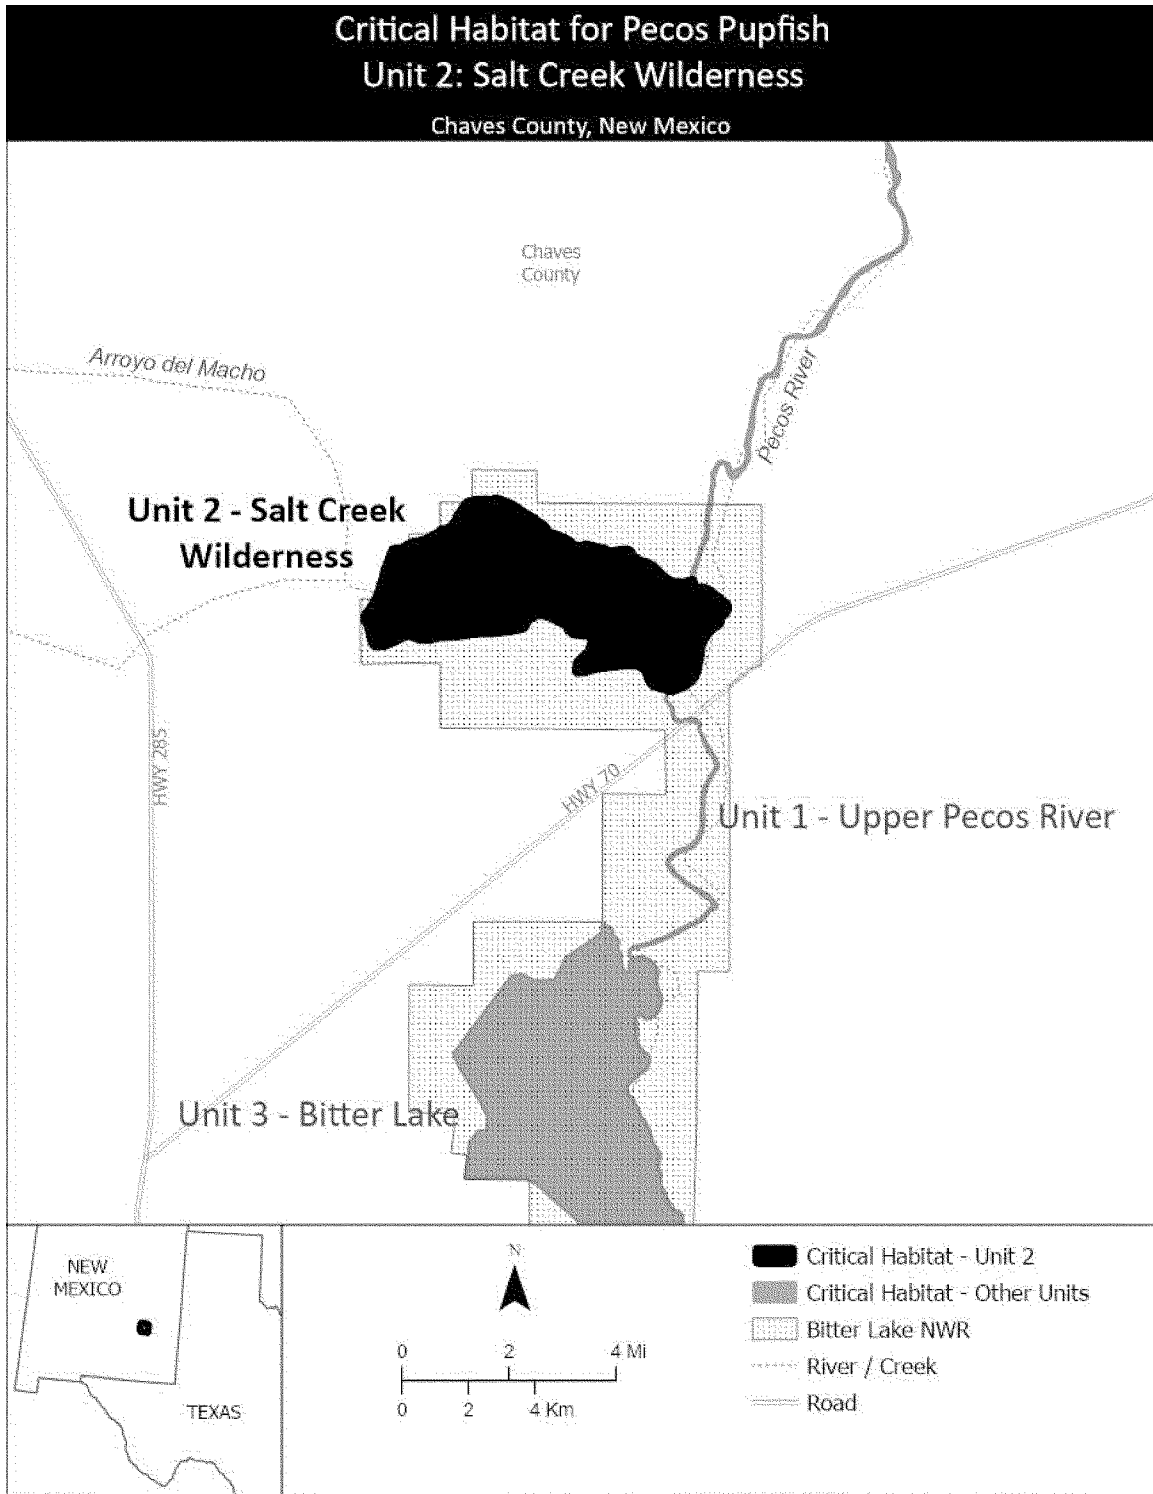 Critical Habitat for Pecos Pupfish
Unit 2: Salt Creek Wilderness
Chaves County, New Mexico
Chaves
County
Arroyo del Macho
Pecos River
Unit 2 - Salt Creek
Wilderness
HWY 285
HWY 70
Unit 1 - Upper Pecos River
Unit 3 - Bitter Lake
NEW
MEXICO
TEXAS
N
0 2 4 Mi
0 2 4 Km
Critical Habitat - Unit 2
Critical Habitat - Other Units
Bitter Lake NWR
River / Creek
Road